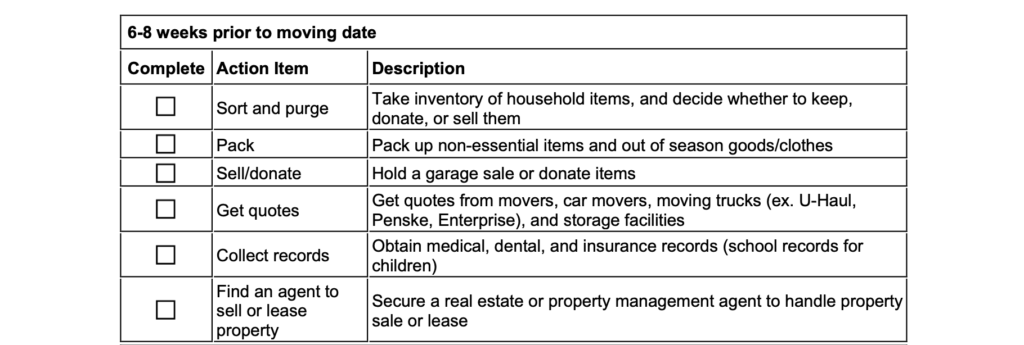 6-8 weeks prior to moving date
Complete Action Item Description
Sort and purge
Take inventory of household items, and decide whether to keep,
donate, or sell them
Pack
Pack up non-essential items and out of season goods/clothes
Sell/donate
Hold a garage sale or donate items
Get quotes
Get quotes from movers, car movers, moving trucks (ex. U-Haul,
Penske, Enterprise), and storage facilities
Collect records
Obtain medical, dental, and insurance records (school records for
children)
Find an agent to
sell or lease
property
Secure a real estate or property management agent to handle property
sale or lease